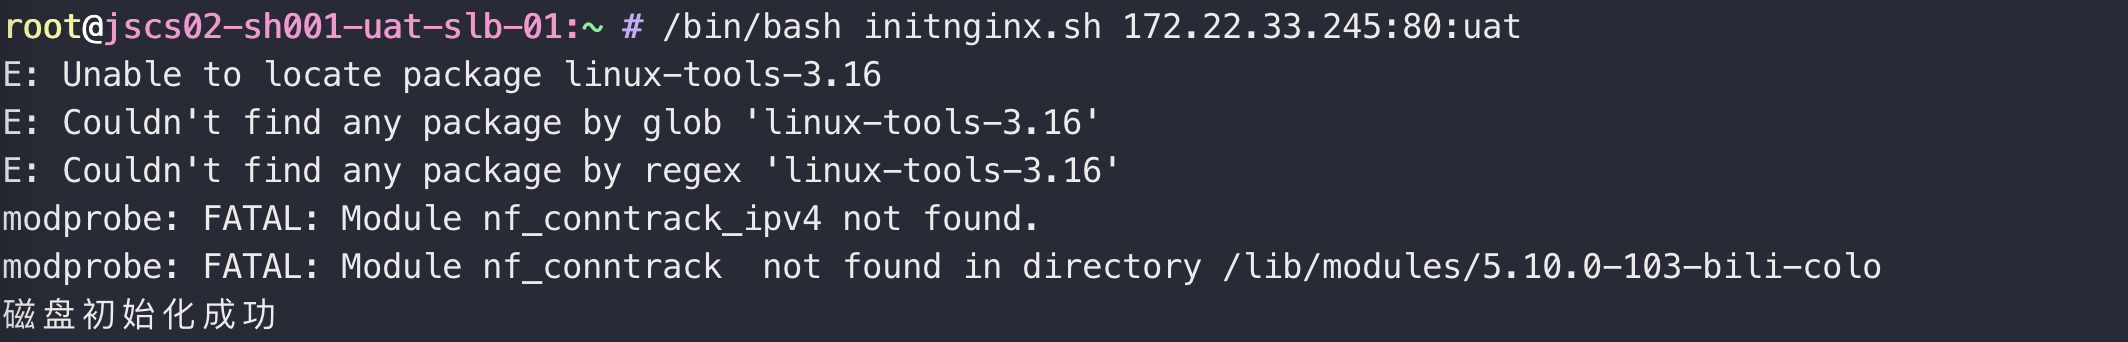 root@jscs02-sh001-uat-slb-01:~ # /bin/bash initnginx.sh 172.22.33.245:80:uat
E: Unable to locate package linux-tools-3.16
E: Couldn't find any package by glob 'linux-tools-3.16'
E: Couldn't find any package by regex 'linux-tools-3.16'
modprobe: FATAL: Module nf_conntrack_ipv4 not found.
modprobe: FATAL: Module nf_conntrack  not found in directory /lib/modules/5.10.0-103-bili-colo
磁盘初始化成功